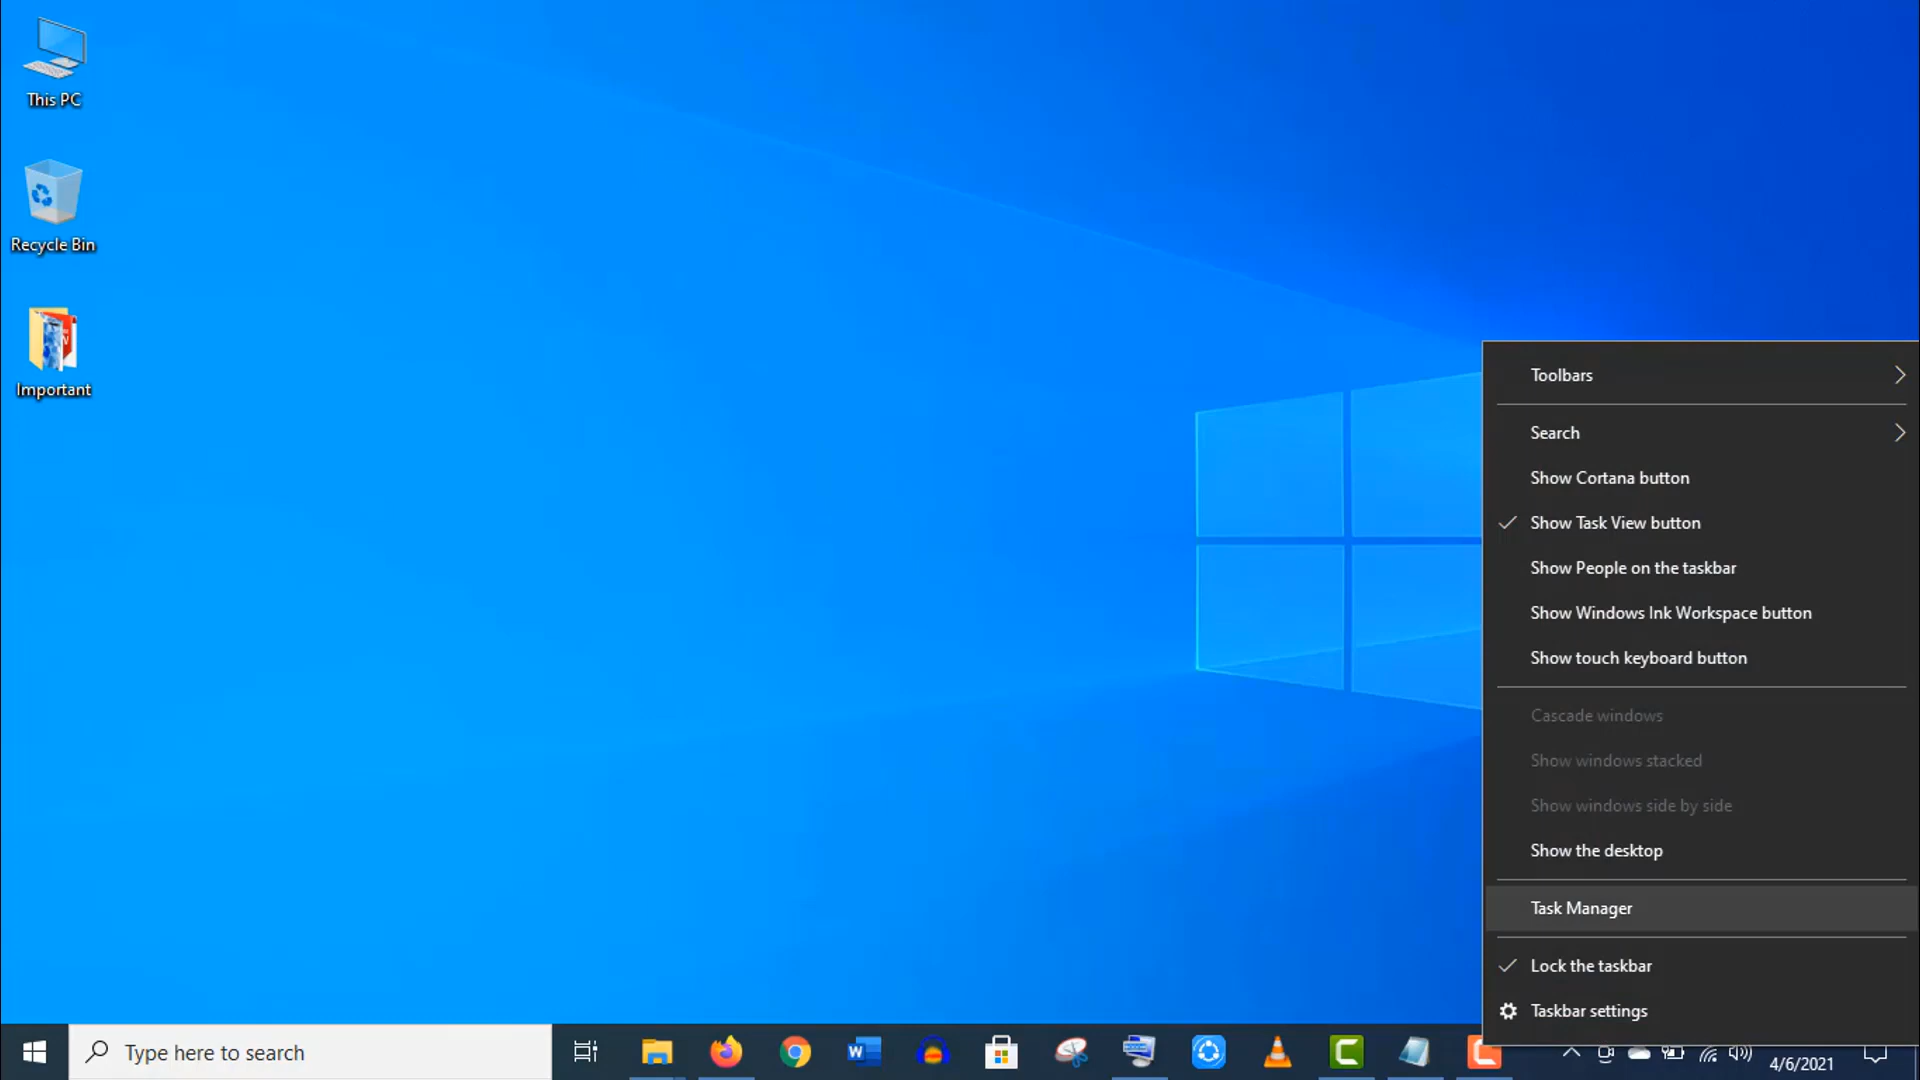 This PC
Recycle Bin
Important
Toolbars
Search
Show Cortana button
Show Task View button
Show People on the taskbar
Show Windows Ink Workspace button
Show touch keyboard button
Cascade windows
Show windows stacked
Show windows side by side
Show the desktop
Task Manager
Lock the taskbar
Taskbar settings
Type here to search
4/6/2021